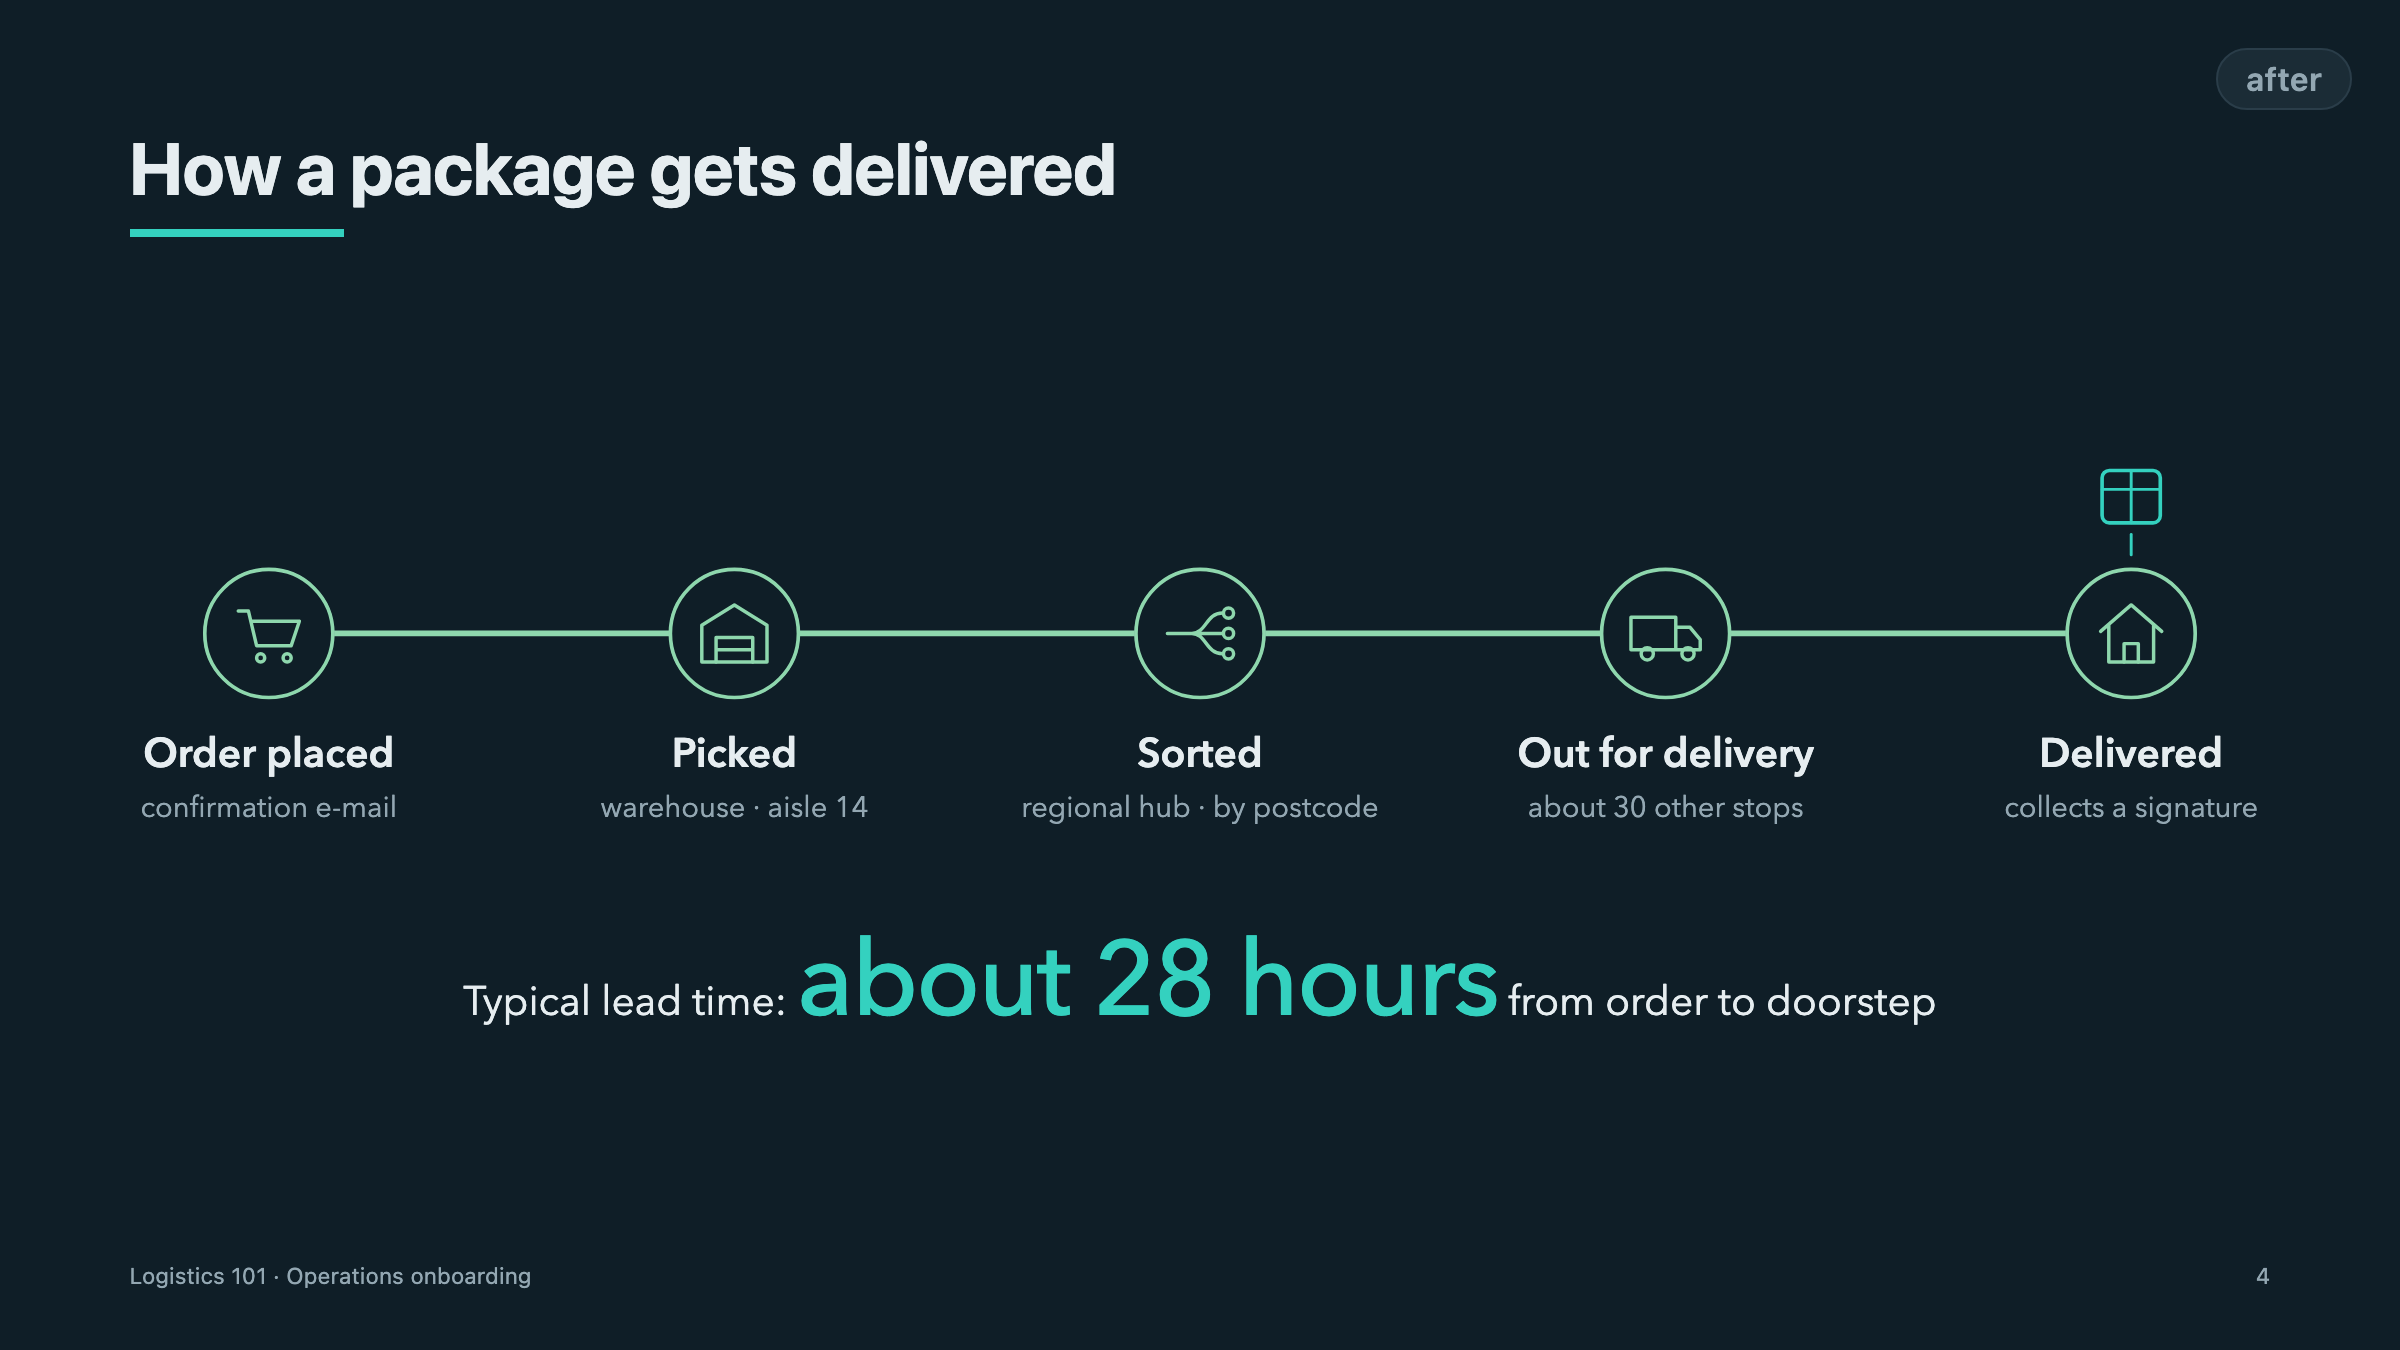 after
How a package gets delivered
Order placed
confirmation e-mail
Picked
warehouse · aisle 14
Sorted
regional hub · by postcode
Out for delivery
about 30 other stops
Delivered
collects a signature
Typical lead time: about 28 hours from order to doorstep
Logistics 101 · Operations onboarding
4